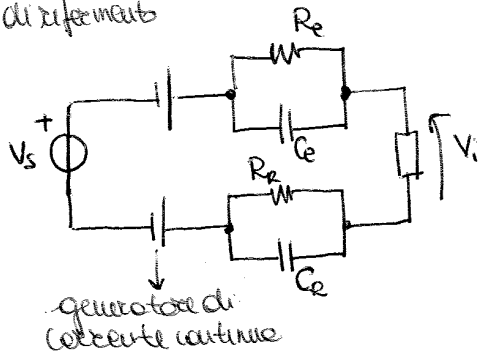 di riferimento
Re
+
Vs
Ce
Vi
RR
CR
generatore di
corrente continua